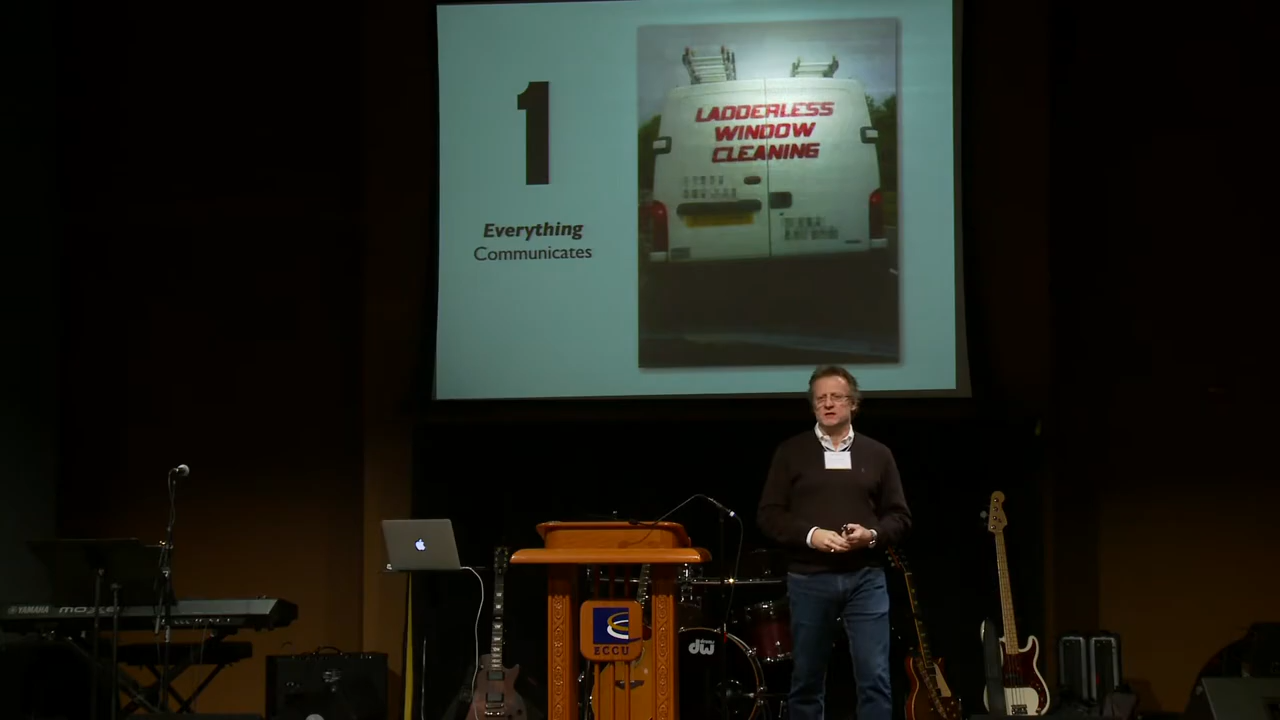 1
Everything
Communicates
LADDERLESS
WINDOW
CLEANING
YAMAHA
ECCU
dw